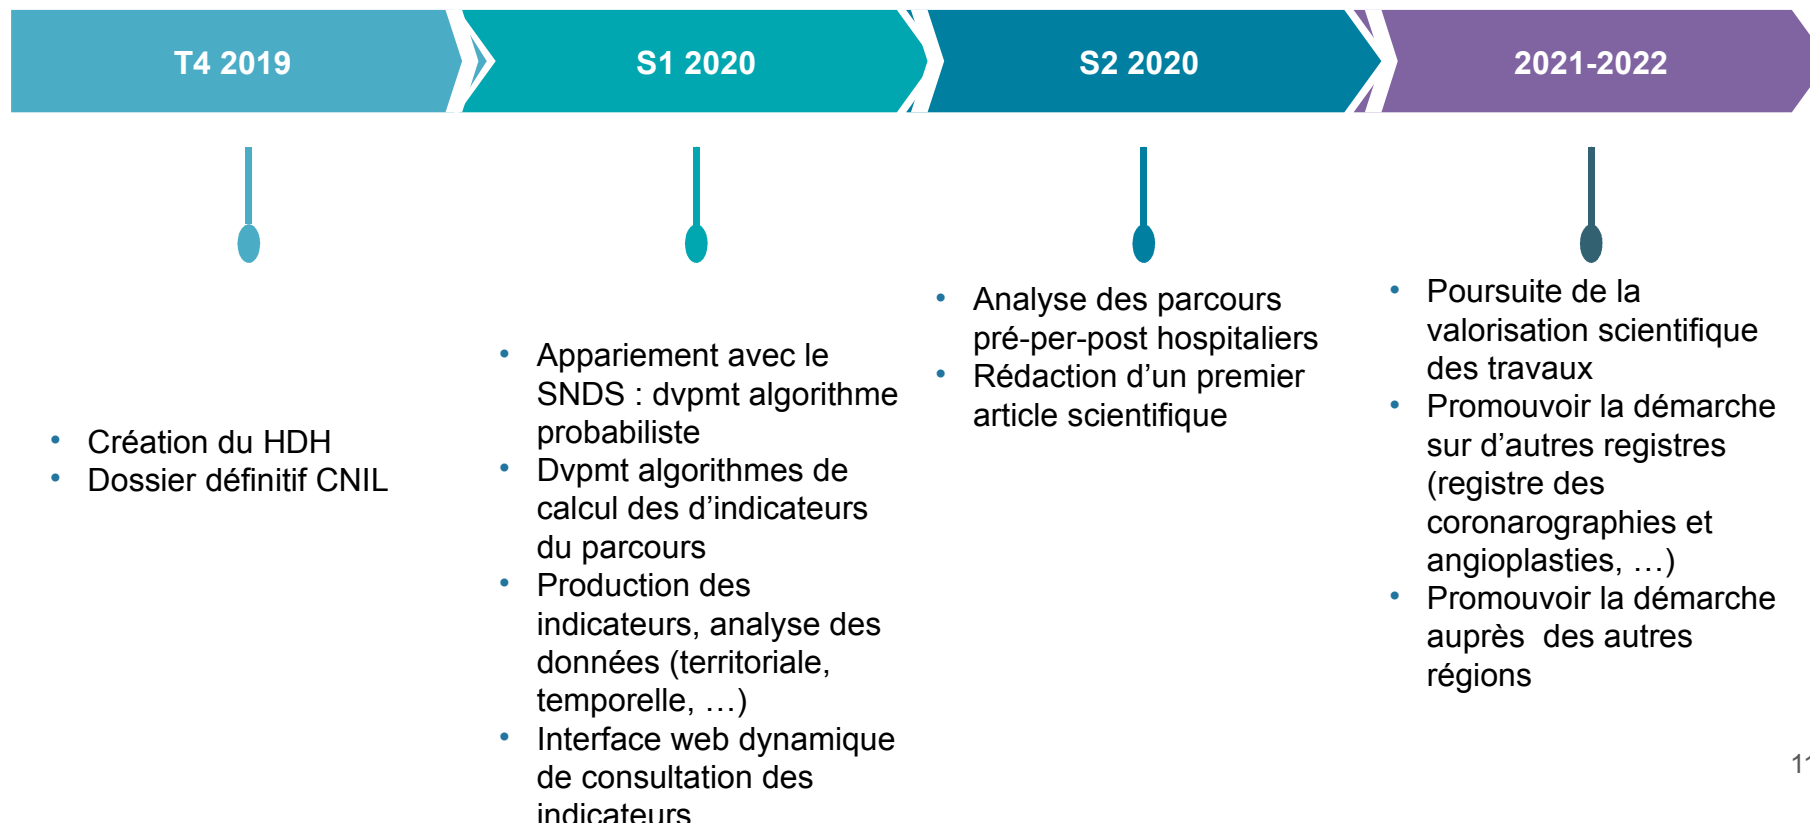 T4 2019
S1 2020
S2 2020
2021-2022
• Création du HDH
• Dossier définitif CNIL
• Appariement avec le
SNDS : dvpmt algorithme
probabiliste
• Dvpmt algorithmes de
calcul des d’indicateurs
du parcours
• Production des
indicateurs, analyse des
données (territoriale,
temporelle, …)
• Interface web dynamique
de consultation des
indicateurs
• Analyse des parcours
pré-per-post hospitaliers
• Rédaction d’un premier
article scientifique
• Poursuite de la
valorisation scientifique
des travaux
• Promouvoir la démarche
sur d’autres registres
(registre des
coronarographies et
angioplasties, …)
• Promouvoir la démarche
auprès  des autres
régions
11